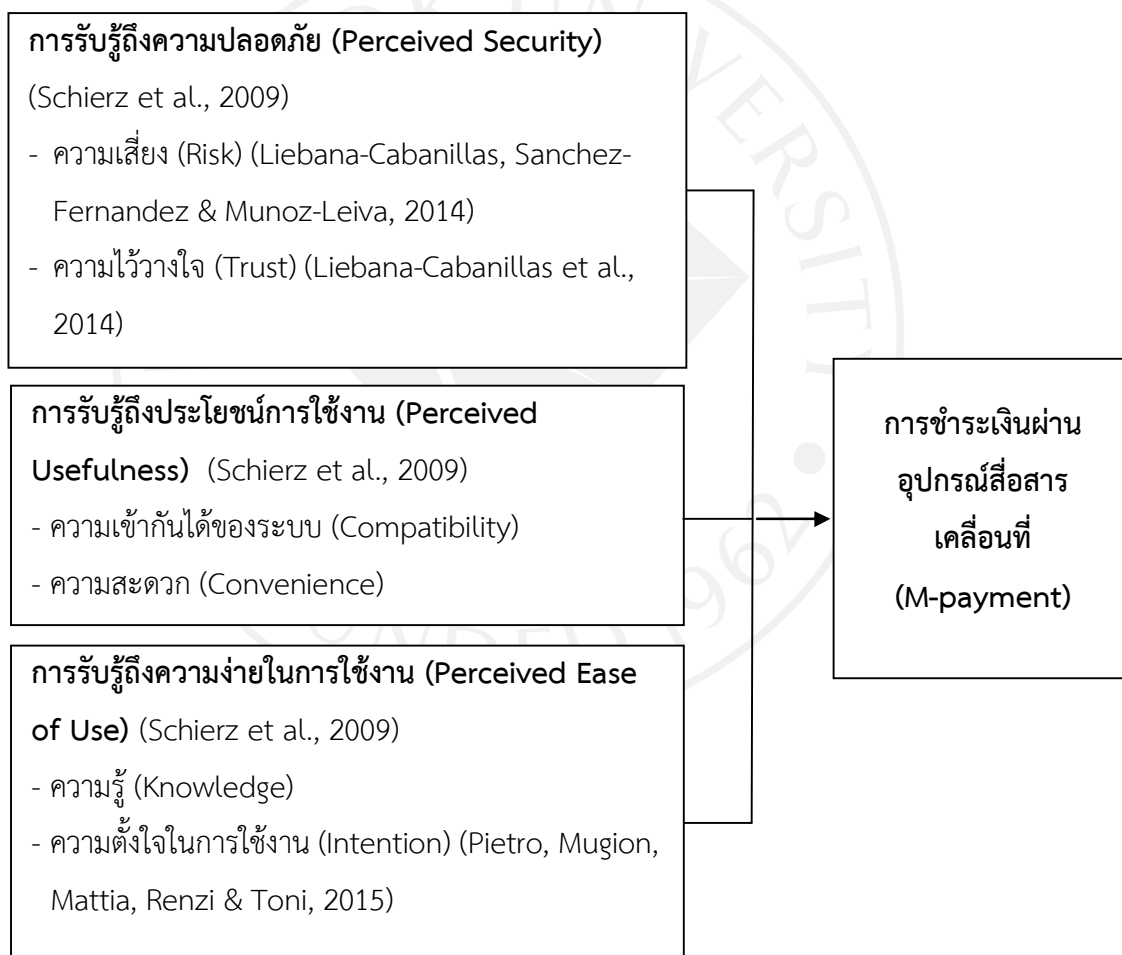 การรับรู้ถึงความปลอดภัย (Perceived Security)
(Schierz et al., 2009)
- ความเสี่ยง (Risk) (Liebana-Cabanillas, Sanchez-
Fernandez & Munoz-Leiva, 2014)
- ความไว้วางใจ (Trust) (Liebana-Cabanillas et al.,
2014)
การรับรู้ถึงประโยชน์การใช้งาน (Perceived
Usefulness) (Schierz et al., 2009)
- ความเข้ากันได้ของระบบ (Compatibility)
- ความสะดวก (Convenience)
การรับรู้ถึงความง่ายในการใช้งาน (Perceived Ease
of Use) (Schierz et al., 2009)
- ความรู้ (Knowledge)
- ความตั้งใจในการใช้งาน (Intention) (Pietro, Mugion,
Mattia, Renzi & Toni, 2015)
การชำระเงินผ่าน
อุปกรณ์สื่อสาร
เคลื่อนที่
(M-payment)